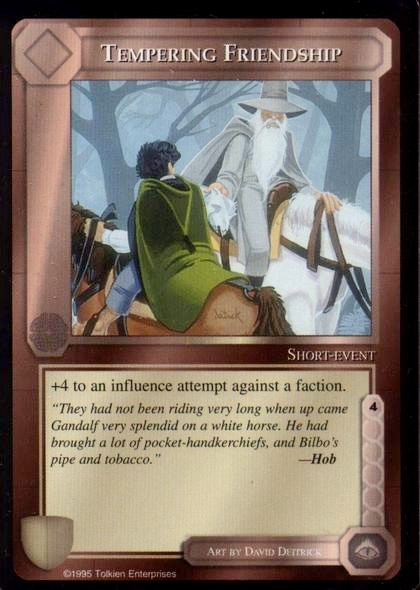 TEMPERING FRIENDSHIP
Deitrick
SHORT-EVENT
+4 to an influence attempt against a faction.
4
“They had not been riding very long when up came
Gandalf very splendid on a white horse. He had
brought a lot of pocket-handkerchiefs, and Bilbo’s
pipe and tobacco.” —Hob
ART BY DAVID DEITRICK
©1995 Tolkien Enterprises